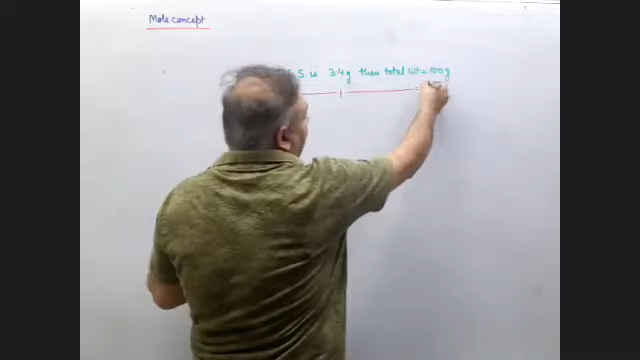 Mole concept
S is 3.4g then total wt = 100g